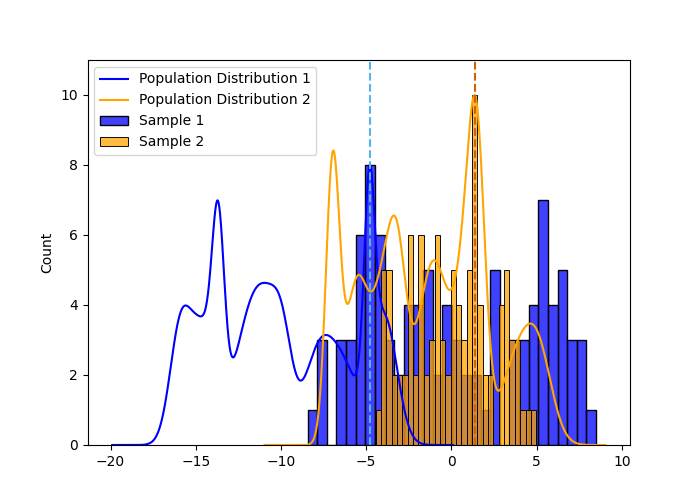 Population Distribution 1
Population Distribution 2
Sample 1
Sample 2
Count
10
8
6
4
2
0
−20 −15 −10 −5 0 5 10